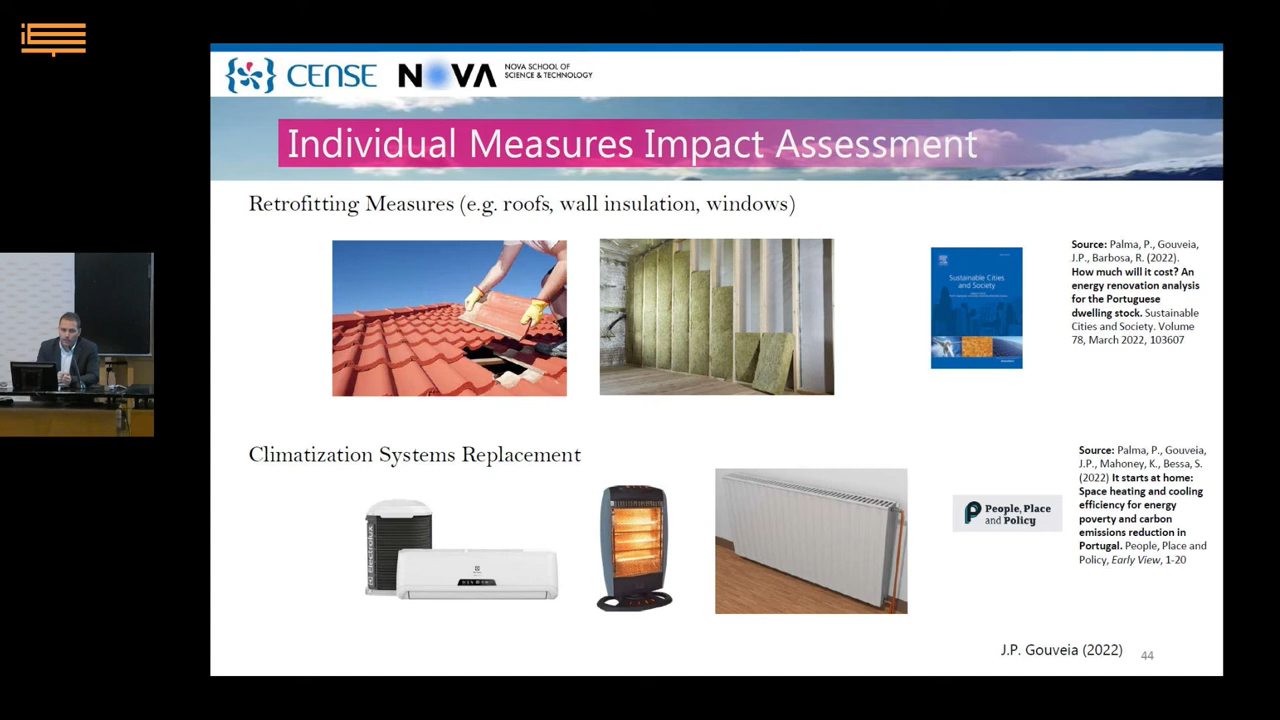 CENSE
NOVA
NOVA SCHOOL OF
SCIENCE & TECHNOLOGY
Individual Measures Impact Assessment
Retrofitting Measures (e.g. roofs, wall insulation, windows)
Sustainable Cities
and Society
Source: Palma, P., Gouveia,
J.P., Barbosa, R. (2022).
How much will it cost? An
energy renovation analysis
for the Portuguese
dwelling stock. Sustainable
Cities and Society. Volume
78, March 2022, 103607
Climatization Systems Replacement
Electrolux
People, Place
and Policy
Source: Palma, P., Gouveia,
J.P., Mahoney, K., Bessa, S.
(2022) It starts at home:
Space heating and cooling
efficiency for energy
poverty and carbon
emissions reduction in
Portugal. People, Place and
Policy, Early View, 1-20
J.P. Gouveia (2022)
44